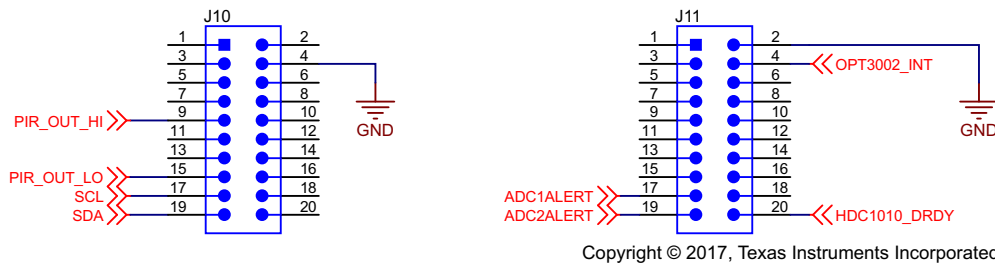 J10
1 2
3 4
5 6
7 8
PIR_OUT_HI 9 10
GND
11 12
13 14
PIR_OUT_LO 15 16
SCL 17 18
SDA 19 20
J11
1 2
3 4 OPT3002_INT
5 6
7 8
9 10
GND
11 12
13 14
15 16
ADC1ALERT 17 18
ADC2ALERT 19 20 HDC1010_DRDY
Copyright © 2017, Texas Instruments Incorporated